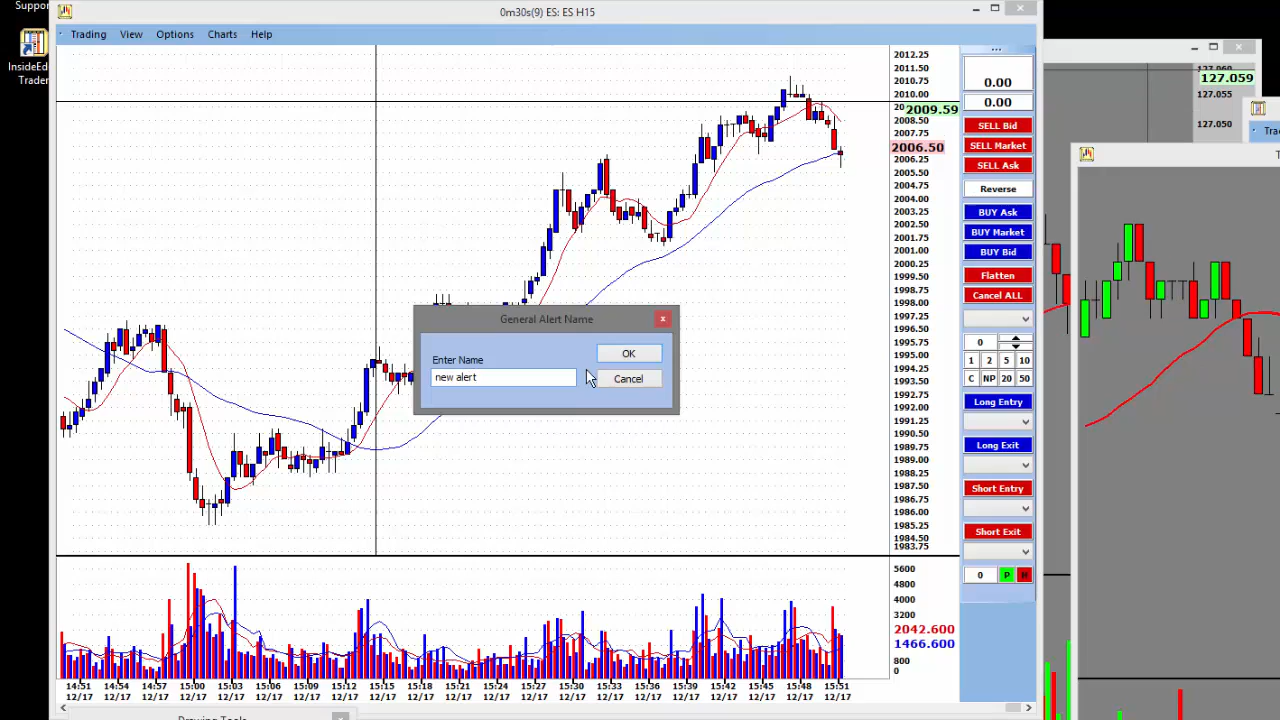 Suppor
InsideEd
Trader
0m30s(9) ES: ES H15
Trading View Options Charts Help
2012.25
2011.50
2010.75
2010.00
2009.59
2008.50
2007.75
2006.50
2006.25
2005.50
2004.75
2004.00
2003.25
2002.50
2001.75
2001.00
2000.25
1999.50
1998.75
1998.00
1997.25
1996.50
1995.75
1995.00
1994.25
1993.50
1992.75
1992.00
1991.25
1990.50
1989.75
1989.00
1988.25
1987.50
1986.75
1986.00
1985.25
1984.50
1983.75
5600
4800
4000
3200
2042.600
1466.600
800
0
14:51 14:54 14:57 15:00 15:03 15:06 15:09 15:12 15:15 15:18 15:21 15:24 15:27 15:30 15:33 15:36 15:39 15:42 15:45 15:48 15:51
12/17 12/17 12/17 12/17 12/17 12/17 12/17 12/17 12/17 12/17 12/17 12/17 12/17 12/17 12/17 12/17 12/17 12/17 12/17 12/17 12/17
Drawing Tools
General Alert Name
Enter Name
new alert
OK
Cancel
...
0.00
0.00
SELL Bid
SELL Market
SELL Ask
Reverse
BUY Ask
BUY Market
BUY Bid
Flatten
Cancel ALL
0
1 2 5 10
C NP 20 50
Long Entry
Long Exit
Short Entry
Short Exit
0 P H
127.060
127.059
127.055
127.050
Trac
T